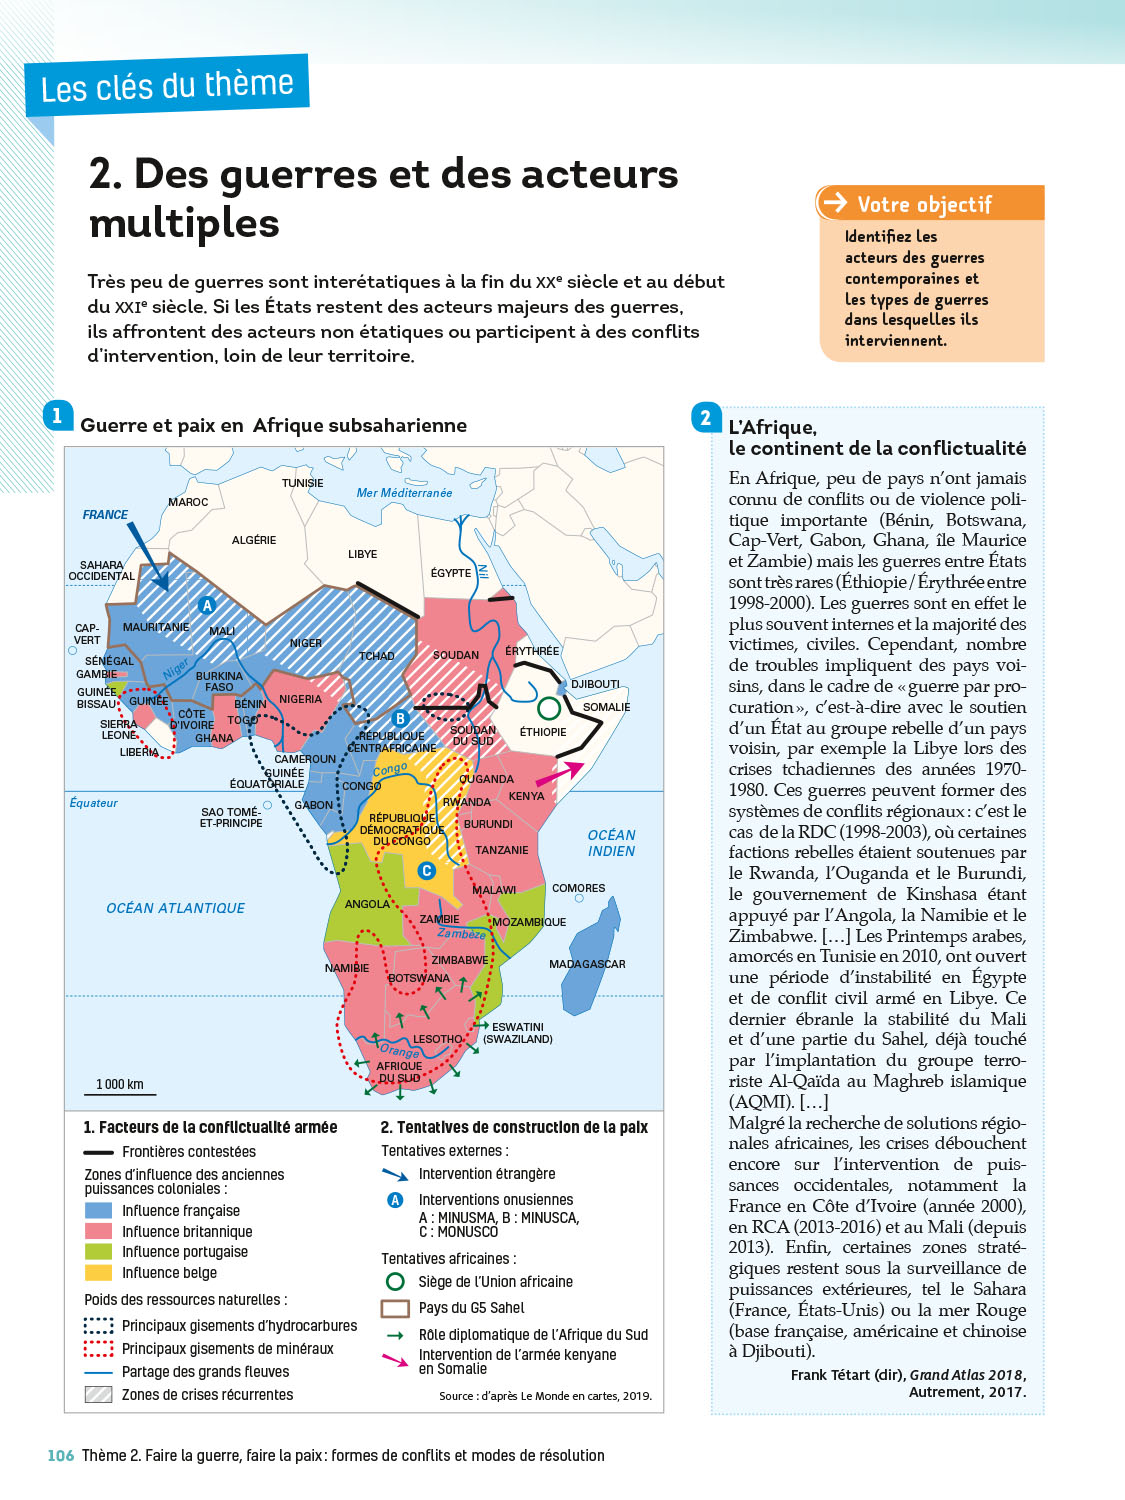 Les clés du thème
2. Des guerres et des acteurs
multiples
Très peu de guerres sont interétatiques à la fin du XXe siècle et au début
du XXIe siècle. Si les États restent des acteurs majeurs des guerres,
ils affrontent des acteurs non étatiques ou participent à des conflits
d'intervention, loin de leur territoire.
→ Votre objectif
Identifiez les
acteurs des guerres
contemporaines et
les types de guerres
dans lesquelles ils
interviennent.
1
Guerre et paix en Afrique subsaharienne
TUNISIE
Mer Méditerranée
MAROC
FRANCE
ALGÉRIE
LIBYE
ÉGYPTE
Nil
SAHARA
OCCIDENTAL
A
CAP-
VERT
MAURITANIE
MALI
NIGER
TCHAD
SOUDAN
ÉRYTHRÉE
SÉNÉGAL
GAMBIE
Niger
BURKINA
FASO
DJIBOUTI
GUINÉE
BISSAU
GUINÉE
BÉNIN
NIGERIA
SOMALIE
CÔTE
D'IVOIRE
TOGO
B
SIERRA
LEONE
GHANA
RÉPUBLIQUE
CENTRAFRICAINE
SOUDAN
DU SUD
ÉTHIOPIE
LIBERIA
CAMEROUN
GUINÉE
ÉQUATORIALE
Congo
OUGANDA
CONGO
KENYA
Équateur
SAO TOMÉ-
ET-PRINCIPE
GABON
RWANDA
RÉPUBLIQUE
DÉMOCRATIQUE
DU CONGO
BURUNDI
OCÉAN
INDIEN
TANZANIE
C
OCÉAN ATLANTIQUE
ANGOLA
MALAWI
COMORES
ZAMBIE
MOZAMBIQUE
Zambèze
NAMIBIE
ZIMBABWE
BOTSWANA
MADAGASCAR
ESWATINI
(SWAZILAND)
LESOTHO
Orange
AFRIQUE
DU SUD
1 000 km
1. Facteurs de la conflictualité armée
Frontières contestées
Zones d'influence des anciennes
puissances coloniales :
Influence française
Influence britannique
Influence portugaise
Influence belge
Poids des ressources naturelles :
Principaux gisements d'hydrocarbures
Principaux gisements de minéraux
Partage des grands fleuves
Zones de crises récurrentes
2. Tentatives de construction de la paix
Tentatives externes :
Intervention étrangère
A Interventions onusiennes
A : MINUSMA, B : MINUSCA,
C : MONUSCO
Tentatives africaines :
Siège de l'Union africaine
Pays du G5 Sahel
Rôle diplomatique de l'Afrique du Sud
Intervention de l'armée kenyane
en Somalie
Source : d'après Le Monde en cartes, 2019.
2
L'Afrique,
le continent de la conflictualité
En Afrique, peu de pays n'ont jamais
connu de conflits ou de violence poli-
tique importante (Bénin, Botswana,
Cap-Vert, Gabon, Ghana, île Maurice
et Zambie) mais les guerres entre États
sont très rares (Éthiopie / Érythrée entre
1998-2000). Les guerres sont en effet le
plus souvent internes et la majorité des
victimes, civiles. Cependant, nombre
de troubles impliquent des pays voi-
sins, dans le cadre de « guerre par pro-
curation », c'est-à-dire avec le soutien
d'un État au groupe rebelle d'un pays
voisin, par exemple la Libye lors des
crises tchadiennes des années 1970-
1980. Ces guerres peuvent former des
systèmes de conflits régionaux : c'est le
cas de la RDC (1998-2003), où certaines
factions rebelles étaient soutenues par
le Rwanda, l'Ouganda et le Burundi,
le gouvernement de Kinshasa étant
appuyé par l'Angola, la Namibie et le
Zimbabwe. […] Les Printemps arabes,
amorcés en Tunisie en 2010, ont ouvert
une période d'instabilité en Égypte
et de conflit civil armé en Libye. Ce
dernier ébranle la stabilité du Mali
et d'une partie du Sahel, déjà touché
par l'implantation du groupe terro-
riste Al-Qaïda au Maghreb islamique
(AQMI). […]
Malgré la recherche de solutions régio-
nales africaines, les crises débouchent
encore sur l'intervention de puis-
sances occidentales, notamment la
France en Côte d'Ivoire (année 2000),
en RCA (2013-2016) et au Mali (depuis
2013). Enfin, certaines zones straté-
giques restent sous la surveillance de
puissances extérieures, tel le Sahara
(France, États-Unis) ou la mer Rouge
(base française, américaine et chinoise
à Djibouti).
Frank Tétart (dir), Grand Atlas 2018,
Autrement, 2017.
106 Thème 2. Faire la guerre, faire la paix : formes de conflits et modes de résolution